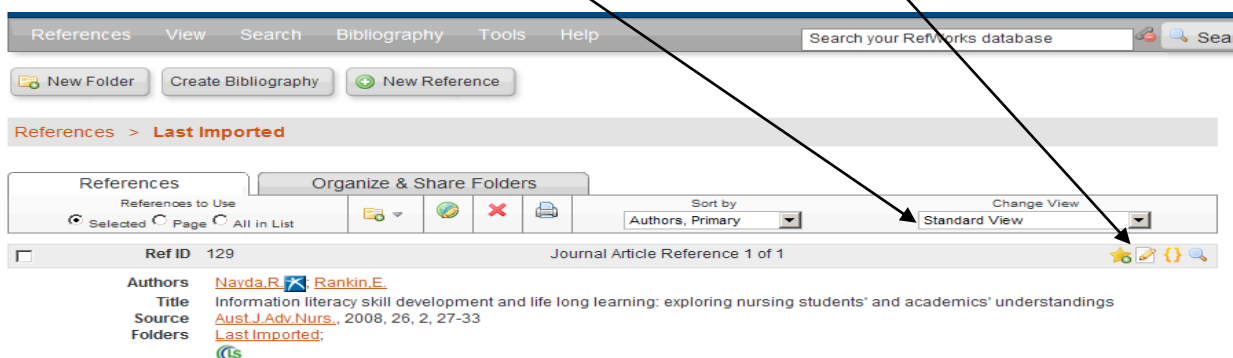 References View Search Bibliography Tools Help Search your RefWorks database Sea
New Folder Create Bibliography New Reference
References > Last Imported
References Organize & Share Folders
References to Use Sort by Change View
Selected Page All in List Authors, Primary Standard View
Ref ID 129 Journal Article Reference 1 of 1
Authors Nayda,R.; Rankin,E.
Title Information literacy skill development and life long learning: exploring nursing students' and academics' understandings
Source Aust.J.Adv.Nurs., 2008, 26, 2, 27-33
Folders Last Imported;
Ls